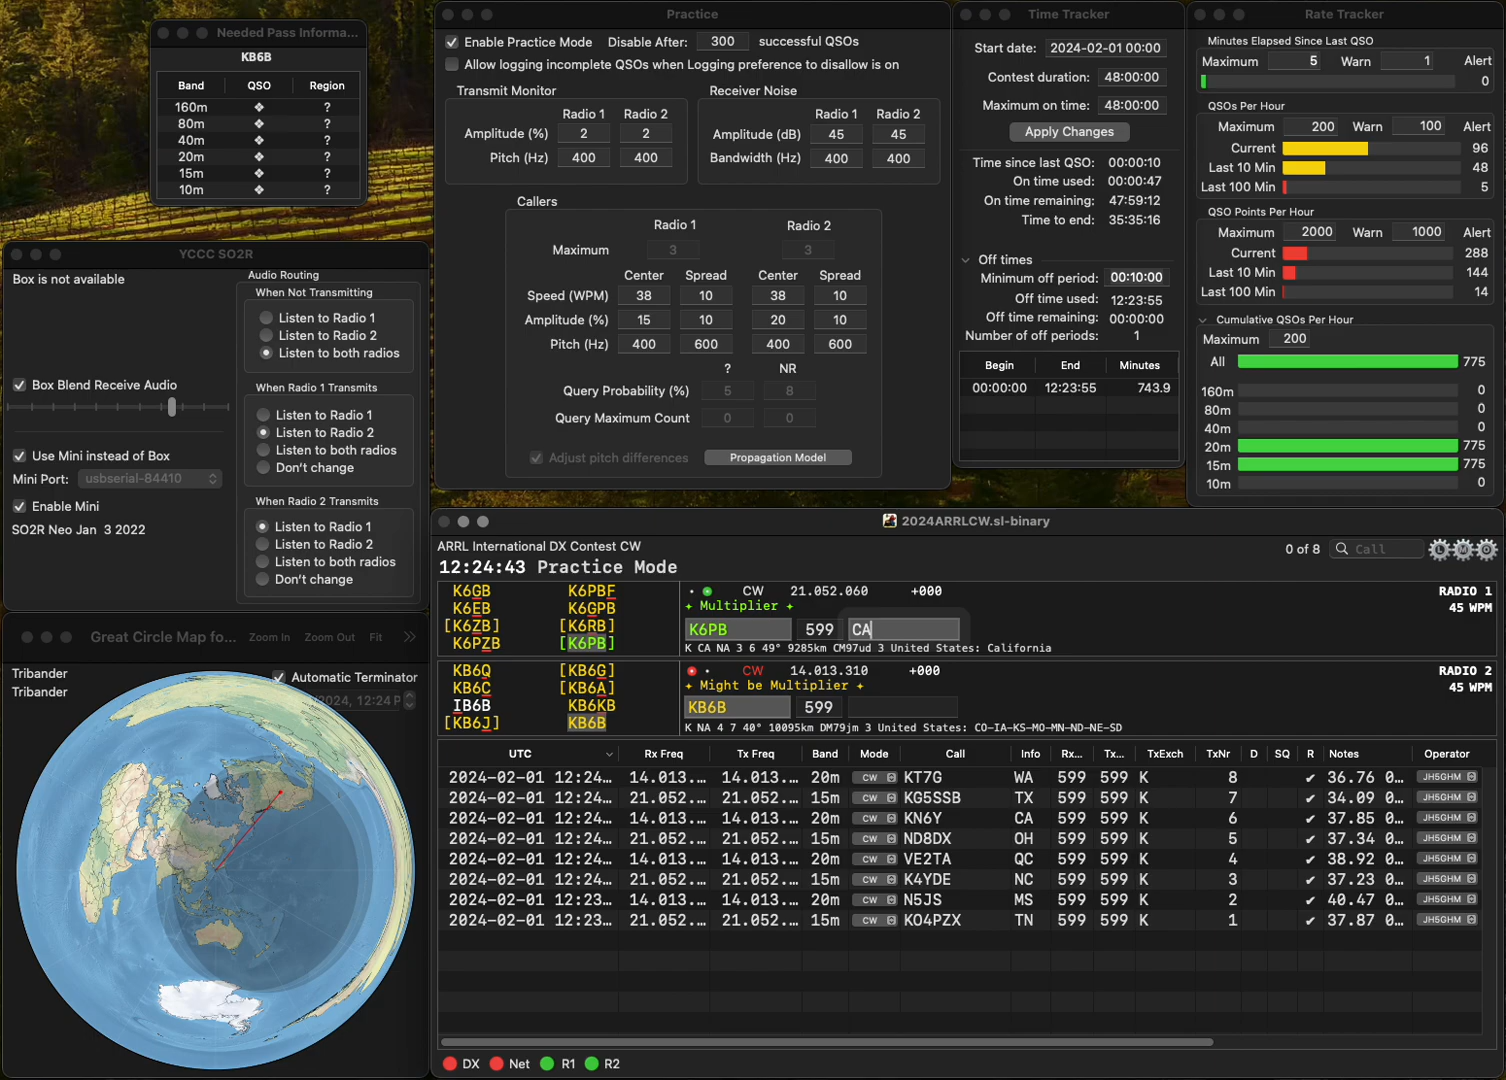 Needed Pass Informa...
KB6B
Band QSO Region
160m ❖ ?
80m ❖ ?
40m ❖ ?
20m ❖ ?
15m ❖ ?
10m ❖ ?
YCCC SO2R
Box is not available
Audio Routing
When Not Transmitting
Listen to Radio 1
Listen to Radio 2
Listen to both radios
Box Blend Receive Audio
When Radio 1 Transmits
Listen to Radio 1
Listen to Radio 2
Listen to both radios
Don't change
Use Mini instead of Box
Mini Port: usbserial-84410
Enable Mini
SO2R Neo Jan 3 2022
When Radio 2 Transmits
Listen to Radio 1
Listen to Radio 2
Listen to both radios
Don't change
Great Circle Map fo... Zoom In Zoom Out Fit >>
Tribander
Tribander
Automatic Terminator
/2024, 12:24 P
Practice
Enable Practice Mode Disable After: 300 successful QSOs
Allow logging incomplete QSOs when Logging preference to disallow is on
Transmit Monitor
Radio 1 Radio 2
Amplitude (%) 2 2
Pitch (Hz) 400 400
Receiver Noise
Radio 1 Radio 2
Amplitude (dB) 45 45
Bandwidth (Hz) 400 400
Callers
Radio 1 Radio 2
Maximum 3 3
Center Spread Center Spread
Speed (WPM) 38 10 38 10
Amplitude (%) 15 10 20 10
Pitch (Hz) 400 600 400 600
? NR
Query Probability (%) 5 8
Query Maximum Count 0 0
Adjust pitch differences Propagation Model
Time Tracker
Start date: 2024-02-01 00:00
Contest duration: 48:00:00
Maximum on time: 48:00:00
Apply Changes
Time since last QSO: 00:00:10
On time used: 00:00:47
On time remaining: 47:59:12
Time to end: 35:35:16
Off times
Minimum off period: 00:10:00
Off time used: 12:23:55
Off time remaining: 00:00:00
Number of off periods: 1
Begin End Minutes
00:00:00 12:23:55 743.9
Rate Tracker
Minutes Elapsed Since Last QSO
Maximum 5 Warn 1 Alert
0
QSOs Per Hour
Maximum 200 Warn 100 Alert
Current 96
Last 10 Min 48
Last 100 Min 5
QSO Points Per Hour
Maximum 2000 Warn 1000 Alert
Current 288
Last 10 Min 144
Last 100 Min 14
Cumulative QSOs Per Hour
Maximum 200
All 775
160m 0
80m 0
40m 0
20m 775
15m 775
10m 0
2024ARRLCW.sl-binary
ARRL International DX Contest CW
0 of 8 Call L M O
12:24:43 Practice Mode
K6GB K6PBF
K6EB K6GPB
[K6ZB] [K6RB]
K6PZB [K6PB]
CW 21.052.060 +000 RADIO 1
Multiplier 45 WPM
K6PB 599 CA
K CA NA 3 6 49° 9285km CM97ud 3 United States: California
KB6Q [KB6G]
KB6C [KB6A]
IB6B KB6KB
[KB6J] KB6B
CW 14.013.310 +000 RADIO 2
Might be Multiplier 45 WPM
KB6B 599
K NA 4 7 40° 10095km DM79jm 3 United States: CO-IA-KS-MO-MN-ND-NE-SD
UTC Rx Freq Tx Freq Band Mode Call Info Rx... Tx... TxExch TxNr D SQ R Notes Operator
2024-02-01 12:24... 14.013.... 14.013.... 20m CW KT7G WA 599 599 K 8 ✔ 36.76 0... JH5GHM
2024-02-01 12:24... 21.052.... 21.052.... 15m CW KG5SSB TX 599 599 K 7 ✔ 34.09 0... JH5GHM
2024-02-01 12:24... 14.013.... 14.013.... 20m CW KN6Y CA 599 599 K 6 ✔ 37.85 0... JH5GHM
2024-02-01 12:24... 21.052.... 21.052.... 15m CW ND8DX OH 599 599 K 5 ✔ 37.34 0... JH5GHM
2024-02-01 12:24... 14.013.... 14.013.... 20m CW VE2TA QC 599 599 K 4 ✔ 38.92 0... JH5GHM
2024-02-01 12:24... 21.052.... 21.052.... 15m CW K4YDE NC 599 599 K 3 ✔ 37.23 0... JH5GHM
2024-02-01 12:23... 14.013.... 14.013.... 20m CW N5JS MS 599 599 K 2 ✔ 40.47 0... JH5GHM
2024-02-01 12:23... 21.052.... 21.052.... 15m CW KO4PZX TN 599 599 K 1 ✔ 37.87 0... JH5GHM
DX Net R1 R2